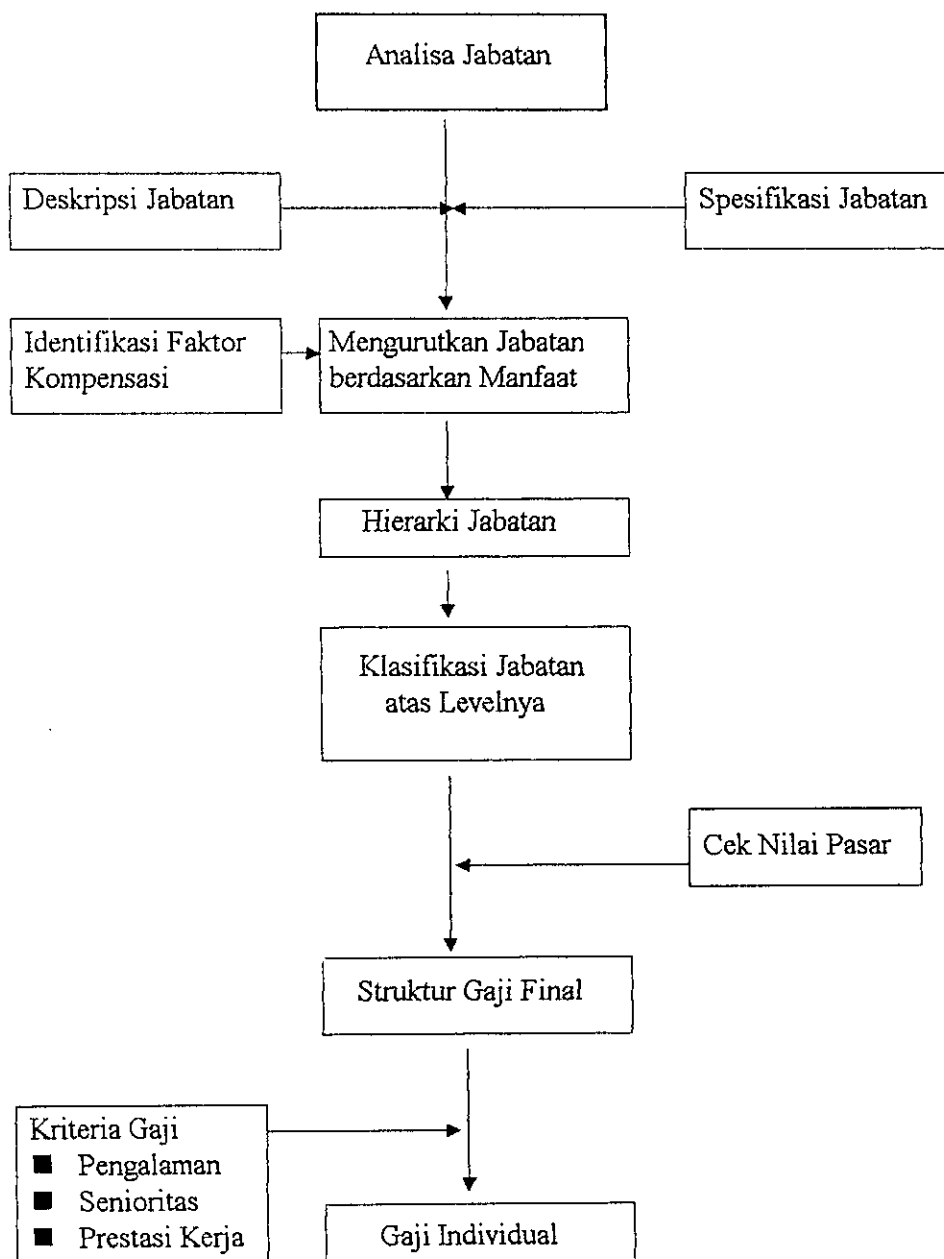 Analisa Jabatan
Deskripsi Jabatan
Spesifikasi Jabatan
Identifikasi Faktor
Kompensasi
Mengurutkan Jabatan
berdasarkan Manfaat
Hierarki Jabatan
Klasifikasi Jabatan
atas Levelnya
Cek Nilai Pasar
Struktur Gaji Final
Kriteria Gaji
■ Pengalaman
■ Senioritas
■ Prestasi Kerja
Gaji Individual